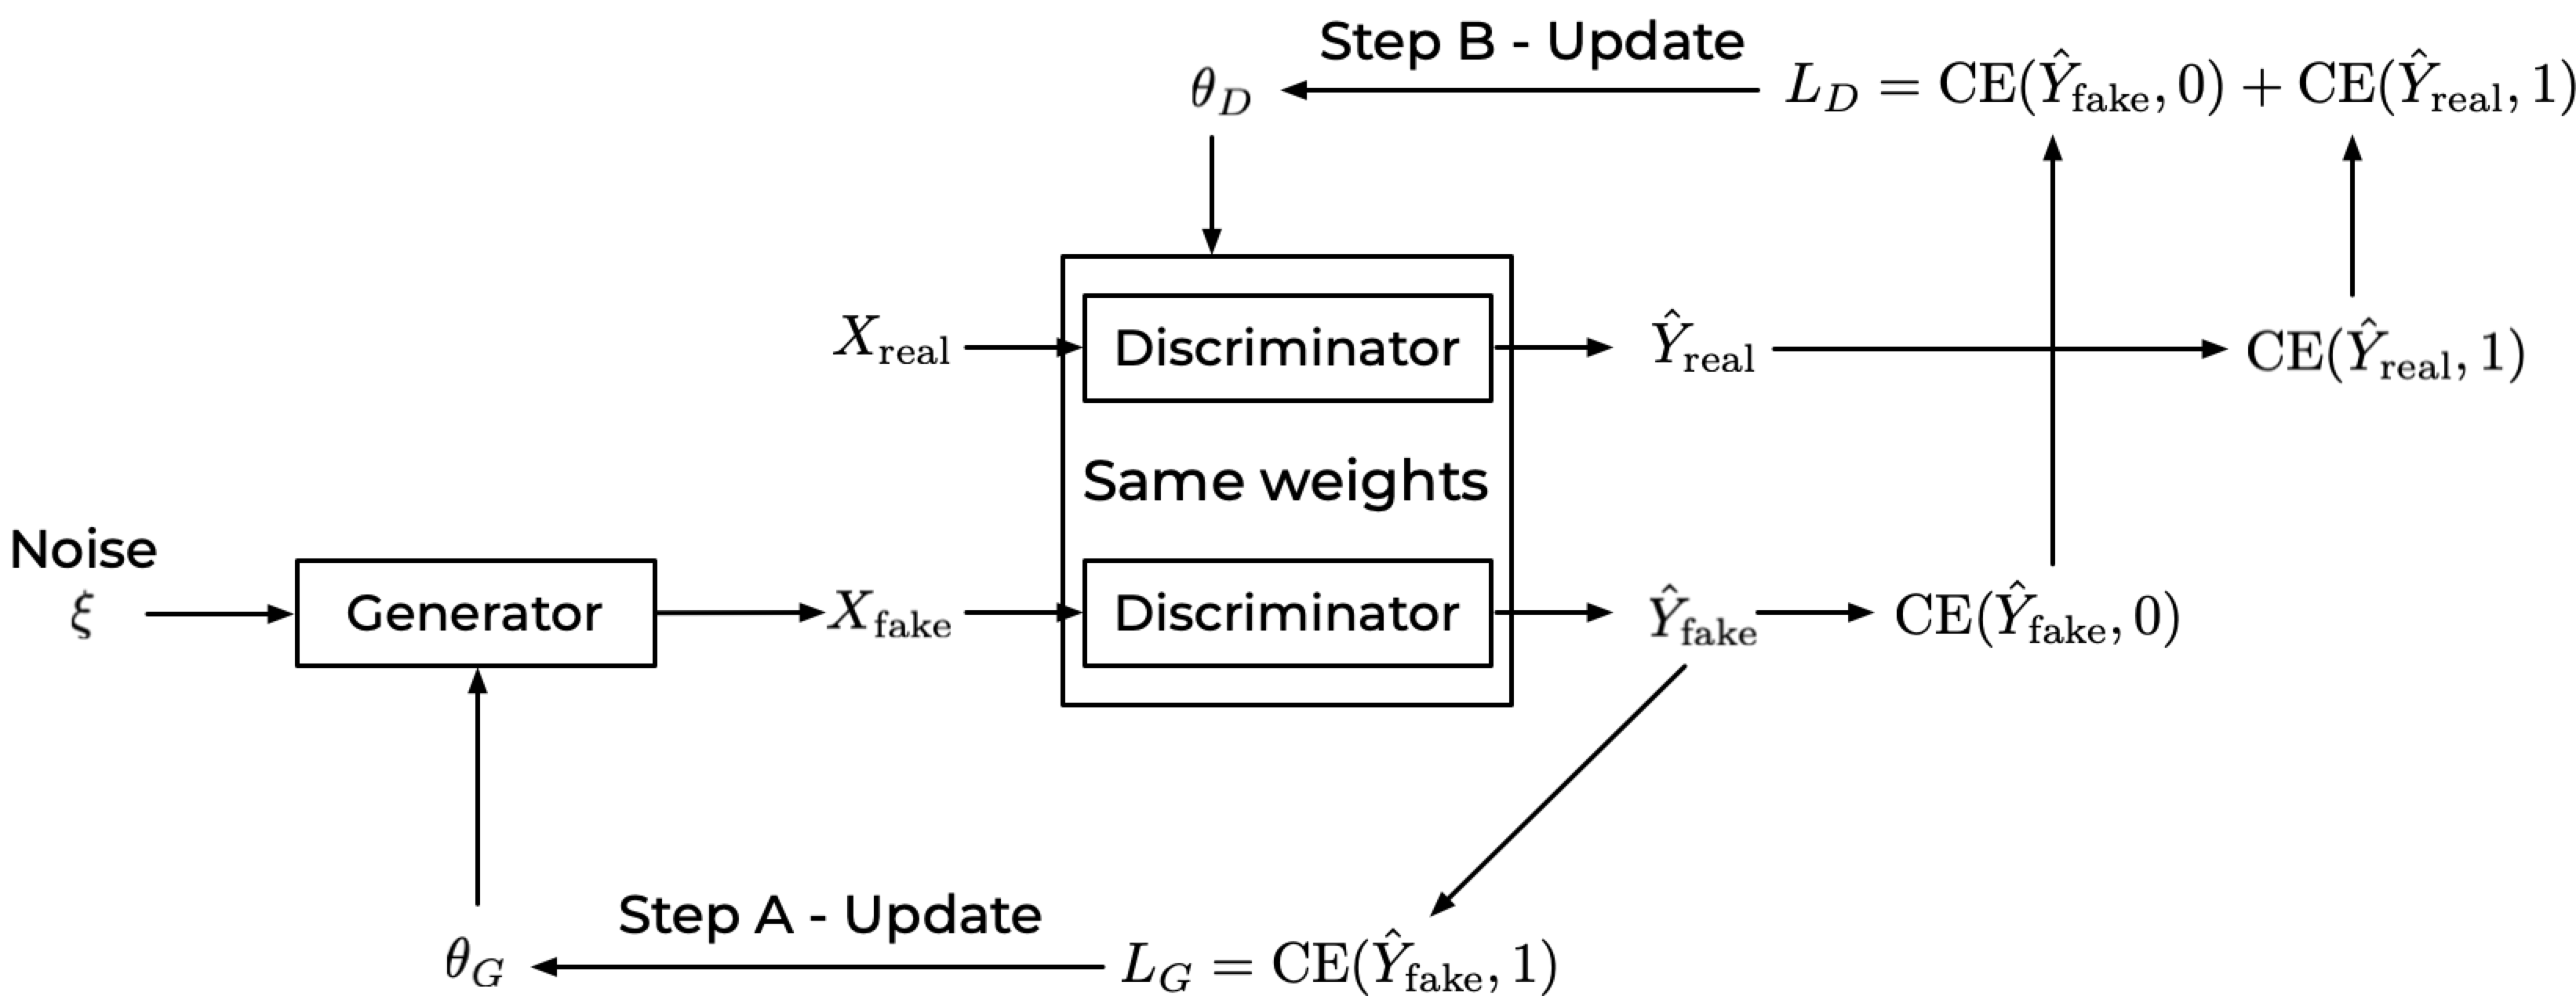 Step B - Update
θ_D
L_D = CE(Ŷ_fake, 0) + CE(Ŷ_real, 1)
X_real
Discriminator
Ŷ_real
CE(Ŷ_real, 1)
Same weights
Noise
ξ
Generator
X_fake
Discriminator
Ŷ_fake
CE(Ŷ_fake, 0)
Step A - Update
θ_G
L_G = CE(Ŷ_fake, 1)